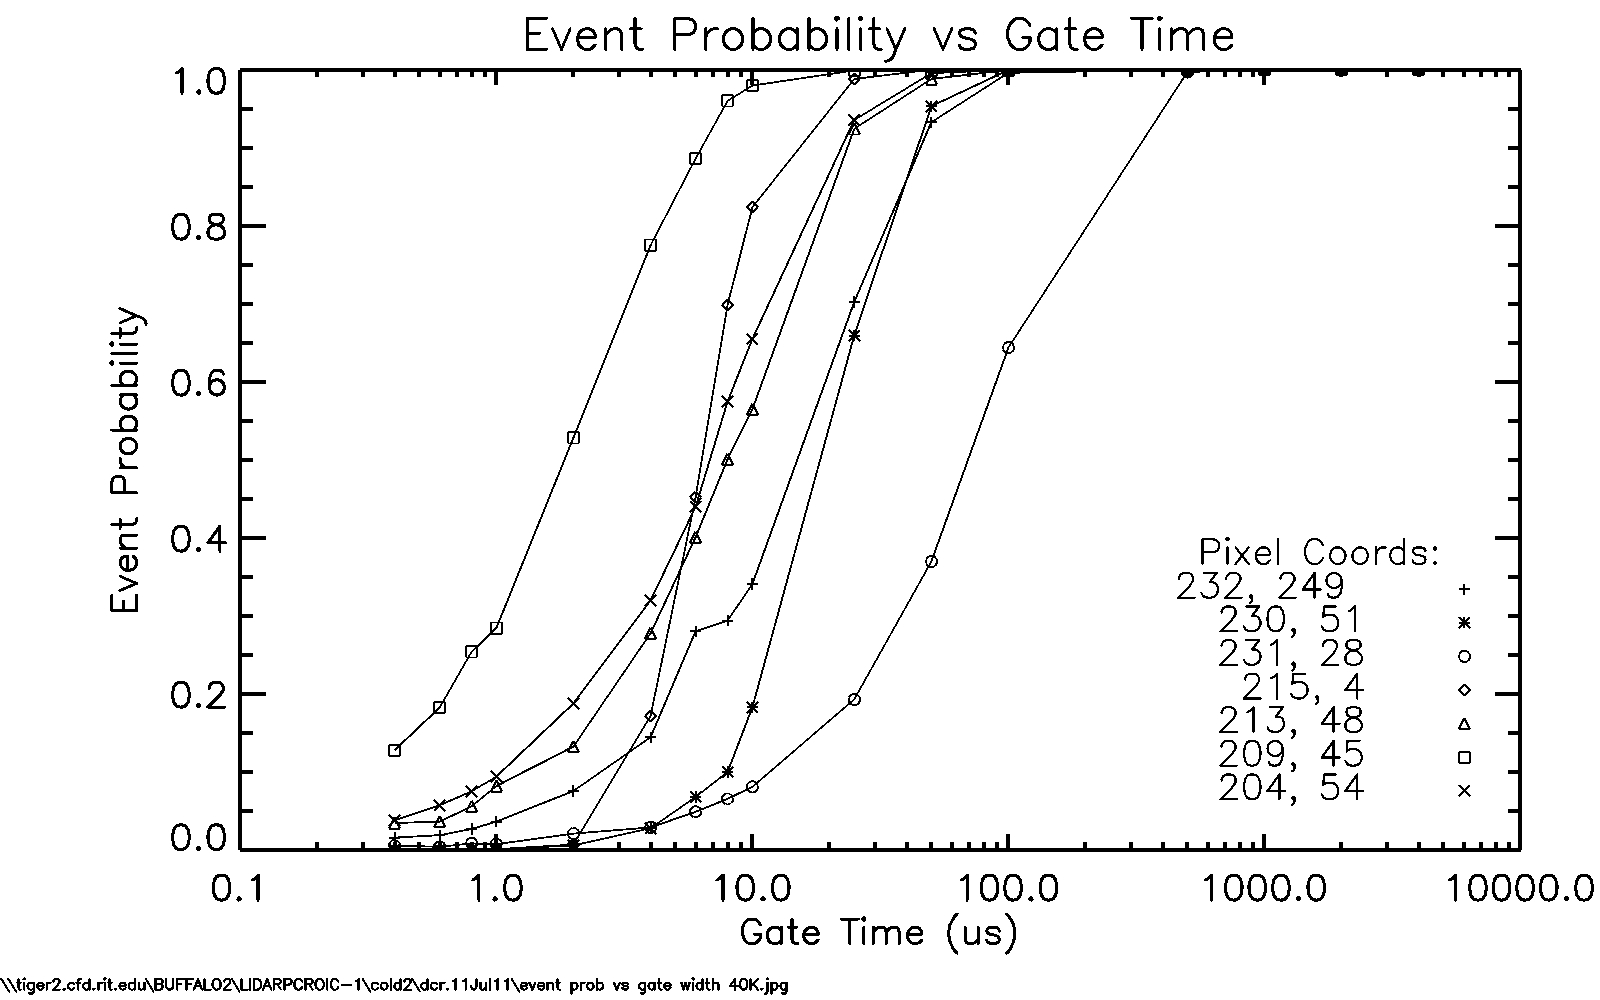 Event Probability vs Gate Time
1.0
0.8
0.6
0.4
0.2
0.0
Event Probability
Pixel Coords:
232, 249
230, 51
231, 28
215, 4
213, 48
209, 45
204, 54
0.1 1.0 10.0 100.0 1000.0 10000.0
Gate Time (us)
\\tiger2.cfd.rit.edu\BUFFALO2\LIDARPCROIC-1\cold2\dcr.11Jul11\event prob vs gate width 40K.jpg